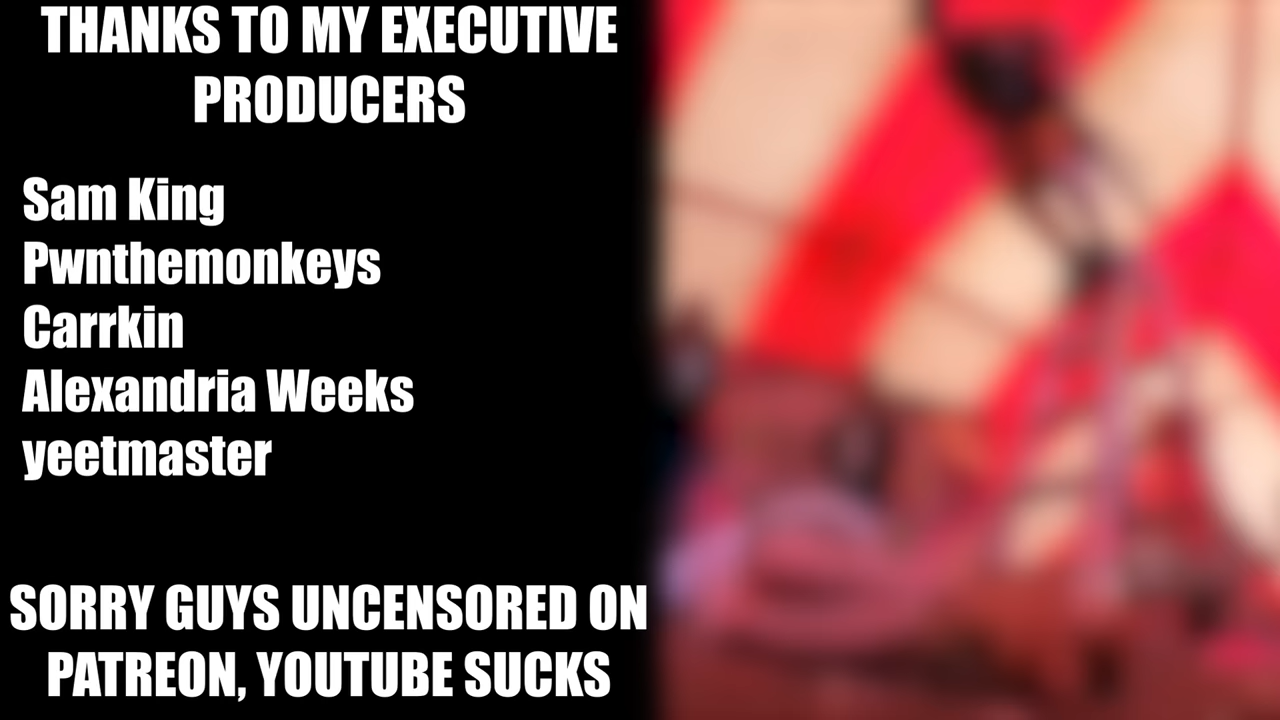 THANKS TO MY EXECUTIVE
PRODUCERS
Sam King
Pwnthemonkeys
Carrkin
Alexandria Weeks
yeetmaster
SORRY GUYS UNCENSORED ON
PATREON, YOUTUBE SUCKS